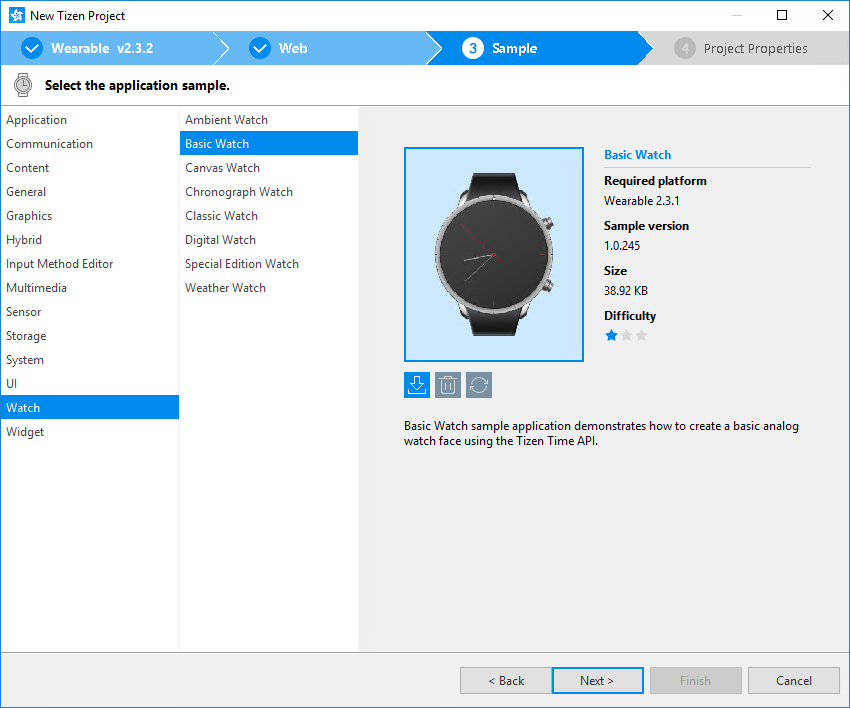 New Tizen Project
Wearable v2.3.2
Web
3 Sample
4 Project Properties
Select the application sample.
Application
Communication
Content
General
Graphics
Hybrid
Input Method Editor
Multimedia
Sensor
Storage
System
UI
Watch
Widget
Ambient Watch
Basic Watch
Canvas Watch
Chronograph Watch
Classic Watch
Digital Watch
Special Edition Watch
Weather Watch
Basic Watch
Required platform
Wearable 2.3.1
Sample version
1.0.245
Size
38.92 KB
Difficulty
Basic Watch sample application demonstrates how to create a basic analog
watch face using the Tizen Time API.
< Back
Next >
Finish
Cancel